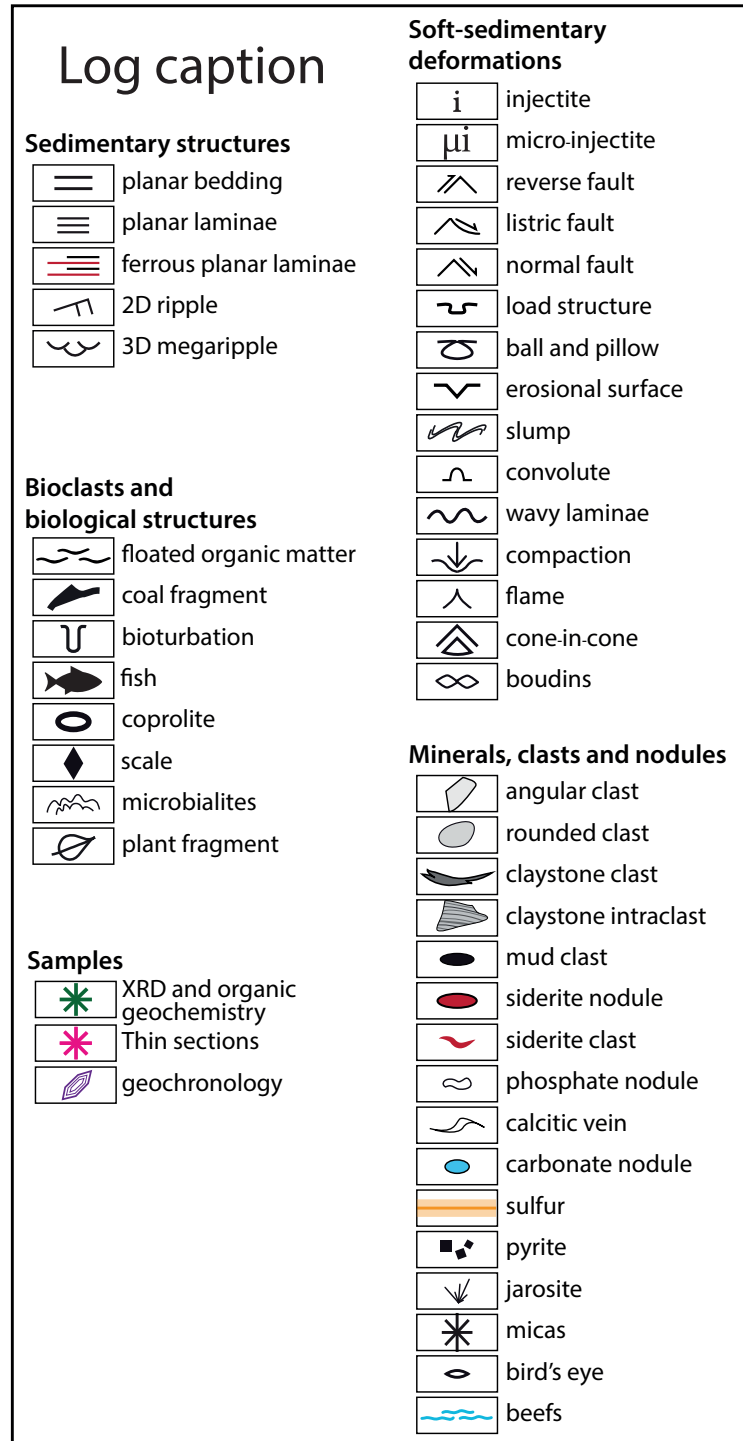 Log caption
Sedimentary structures
planar bedding
planar laminae
ferrous planar laminae
2D ripple
3D megaripple
Bioclasts and
biological structures
floated organic matter
coal fragment
bioturbation
fish
coprolite
scale
microbialites
plant fragment
Samples
XRD and organic
geochemistry
Thin sections
geochronology
Soft-sedimentary
deformations
i injectite
µi micro-injectite
reverse fault
listric fault
normal fault
load structure
ball and pillow
erosional surface
slump
convolute
wavy laminae
compaction
flame
cone-in-cone
boudins
Minerals, clasts and nodules
angular clast
rounded clast
claystone clast
claystone intraclast
mud clast
siderite nodule
siderite clast
phosphate nodule
calcitic vein
carbonate nodule
sulfur
pyrite
jarosite
micas
bird's eye
beefs